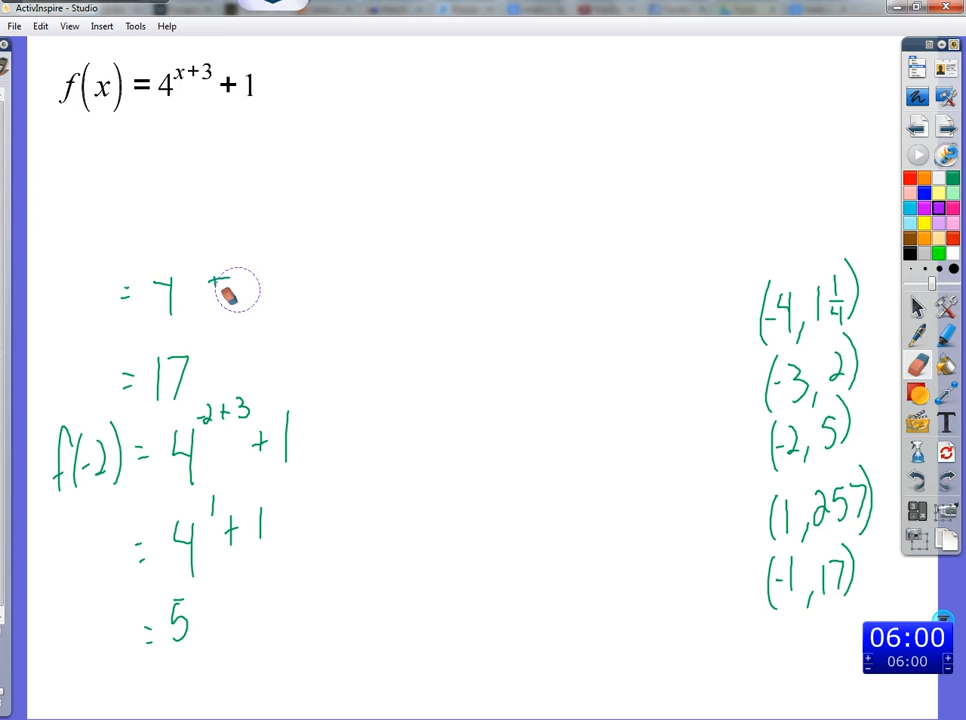 ActivInspire - Studio
File Edit View Insert Tools Help
f(x) = 4^{x+3} + 1
= 17
f(-2) = 4^{-2+3} + 1
= 4^1 + 1
= 5
(-4, 1 1/4)
(-3, 2)
(-2, 5)
(1, 257)
(-1, 17)
T
06:00
06:00